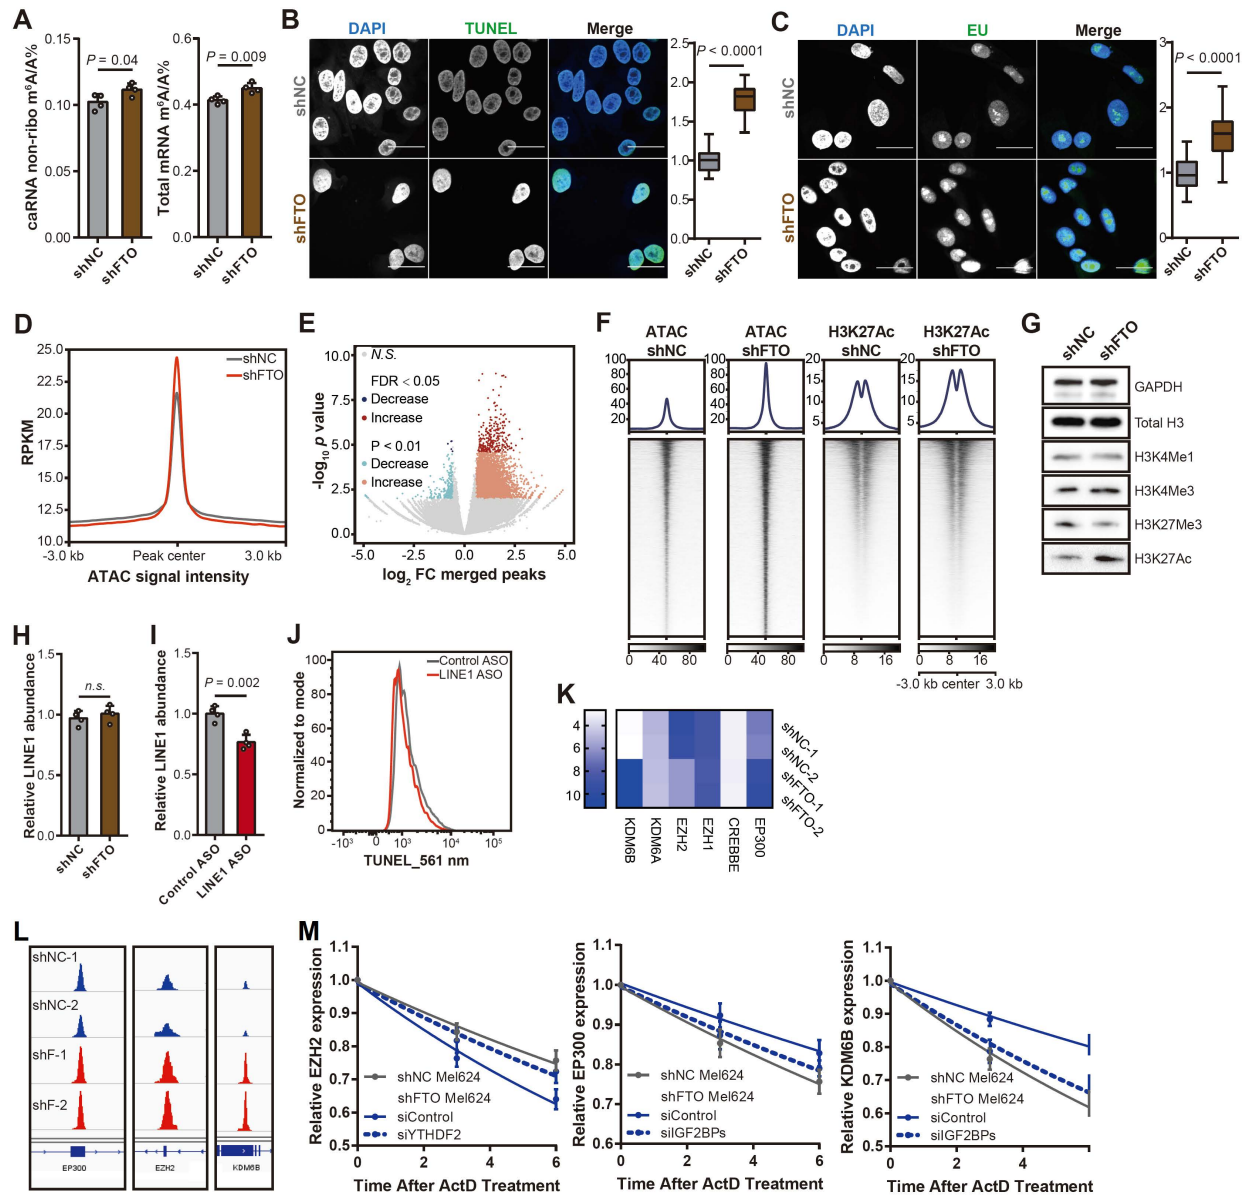 A
caRNA non-ribo m⁶A/A%
0.15
0.10
0.05
0.00
P = 0.04
shNC
shFTO
Total mRNA m⁶A/A%
0.6
0.4
0.2
0.0
P = 0.009
shNC
shFTO
B
DAPI
TUNEL
Merge
shNC
shFTO
2.5
2.0
1.5
1.0
0.5
0.0
P < 0.0001
shNC
shFTO
C
DAPI
EU
Merge
shNC
shFTO
3
2
1
0
P < 0.0001
shNC
shFTO
D
RPKM
25.0
22.5
20.0
17.5
15.0
12.5
10.0
shNC
shFTO
-3.0 kb
Peak center
3.0 kb
ATAC signal intensity
E
-log₁₀ p value
10.0
7.5
5.0
2.5
0.0
N.S.
FDR < 0.05
Decrease
Increase
P < 0.01
Decrease
Increase
-5.0
-2.5
0.0
2.5
5.0
log₂ FC merged peaks
F
ATAC
shNC
ATAC
shFTO
H3K27Ac
shNC
H3K27Ac
shFTO
100
80
60
40
20
100
80
60
40
20
20
15
10
5
20
15
10
5
0 40 80
0 40 80
0 8 16
0 8 16
-3.0 kb center 3.0 kb
G
shNC
shFTO
GAPDH
Total H3
H3K4Me1
H3K4Me3
H3K27Me3
H3K27Ac
H
Relative LINE1 abundance
1.5
1.0
0.5
0.0
n.s.
shNC
shFTO
I
Relative LINE1 abundance
1.5
1.0
0.5
0.0
P = 0.002
Control ASO
LINE1 ASO
J
Normalized to mode
100
80
60
40
20
0
Control ASO
LINE1 ASO
-10³
0
10³
10⁴
10⁵
TUNEL_561 nm
K
4
6
8
10
shNC-1
shNC-2
shFTO-1
shFTO-2
KDM6B
KDM6A
EZH2
EZH1
CREBBE
EP300
L
shNC-1
shNC-2
shF-1
shF-2
EP300
EZH2
KDM6B
M
Relative EZH2 expression
1.1
1.0
0.9
0.8
0.7
0.6
0.5
shNC Mel624
shFTO Mel624
siControl
siYTHDF2
0 2 4 6
Time After ActD Treatment
Relative EP300 expression
1.1
1.0
0.9
0.8
0.7
0.6
shNC Mel624
shFTO Mel624
siControl
siIGF2BPs
0 2 4 6
Time After ActD Treatment
Relative KDM6B expression
1.1
1.0
0.9
0.8
0.7
0.6
0.5
shNC Mel624
shFTO Mel624
siControl
siIGF2BPs
0 2 4
Time After ActD Treatment